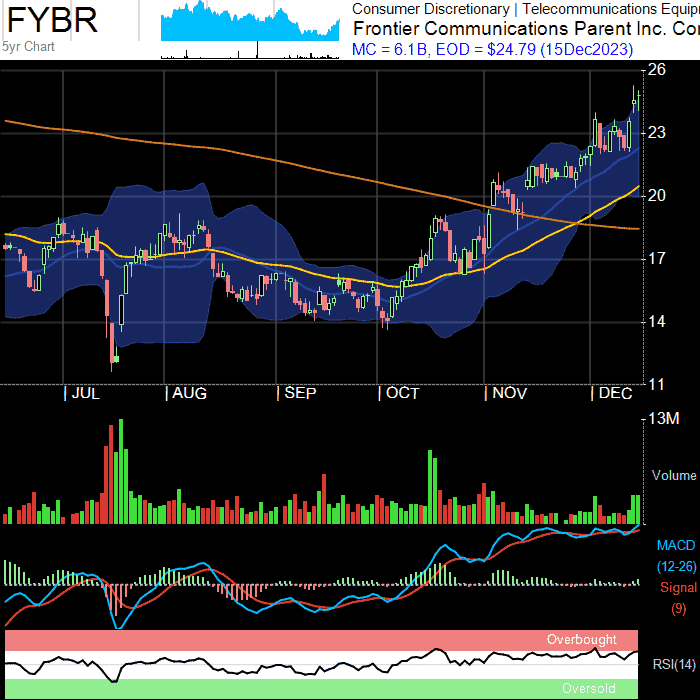 FYBR
5yr Chart
Consumer Discretionary | Telecommunications Equip
Frontier Communications Parent Inc. Co
MC = 6.1B, EOD = $24.79 (15Dec2023)
26
23
20
17
14
11
JUL AUG SEP OCT NOV DEC
13M
Volume
MACD
(12-26)
Signal
(9)
Overbought
RSI(14)
Oversold